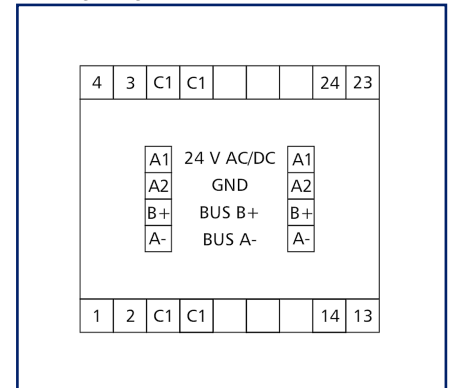 4 3 C1 C1 24 23
A1 24 V AC/DC A1
A2 GND A2
B+ BUS B+ B+
A- BUS A- A-
1 2 C1 C1 14 13